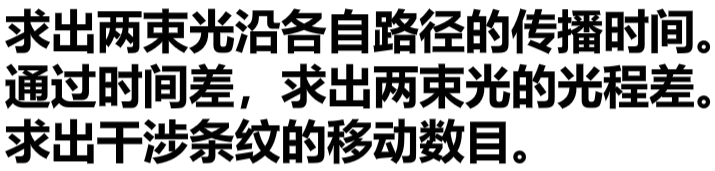 求出两束光沿各自路径的传播时间。
通过时间差，求出两束光的光程差。
求出干涉条纹的移动数目。